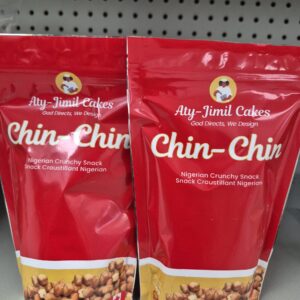 Aty-Jimil Cakes
God Directs, We Design
Chin-Chin
Nigerian Crunchy Snack
Snack Croustillant Nigerian
Aty-Jimil Cakes
God Directs, We Design
Chin-Chin
Nigerian Crunchy Snack
Snack Croustillant Nigerian